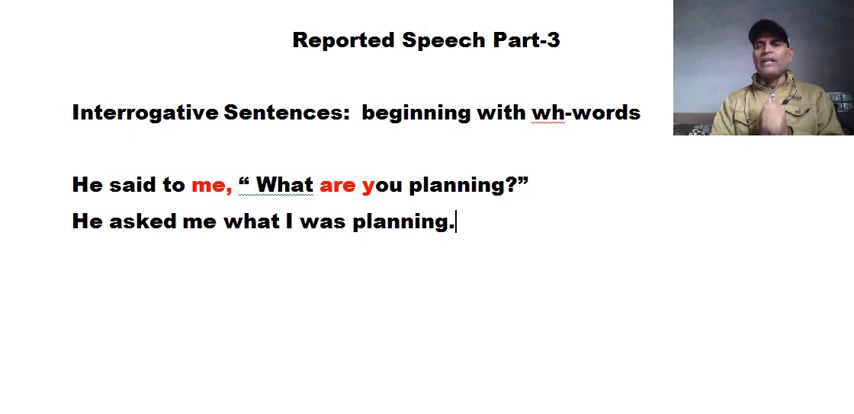 Reported Speech Part-3
Interrogative Sentences:  beginning with wh-words
He said to me, “ What are you planning?”
He asked me what I was planning.